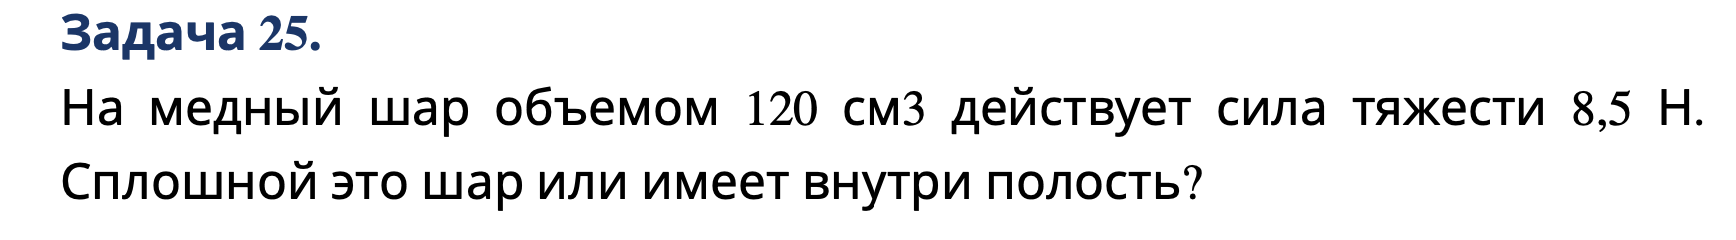 Задача 25.
На медный шар объемом 120 см3 действует сила тяжести 8,5 Н.
Сплошной это шар или имеет внутри полость?